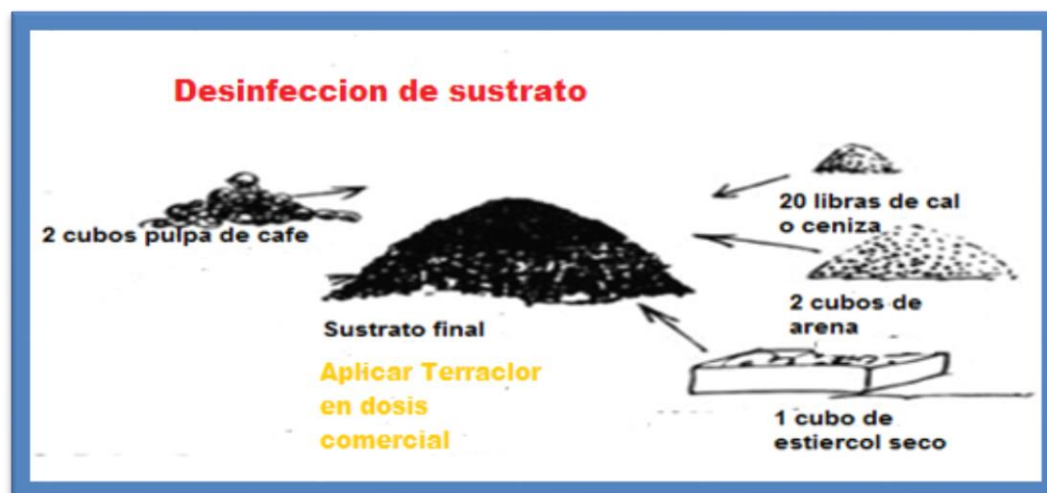 Desinfeccion de sustrato
2 cubos pulpa de cafe
20 libras de cal
o ceniza
2 cubos de
arena
Sustrato final
Aplicar Terraclor
en dosis
comercial
1 cubo de
estiercol seco